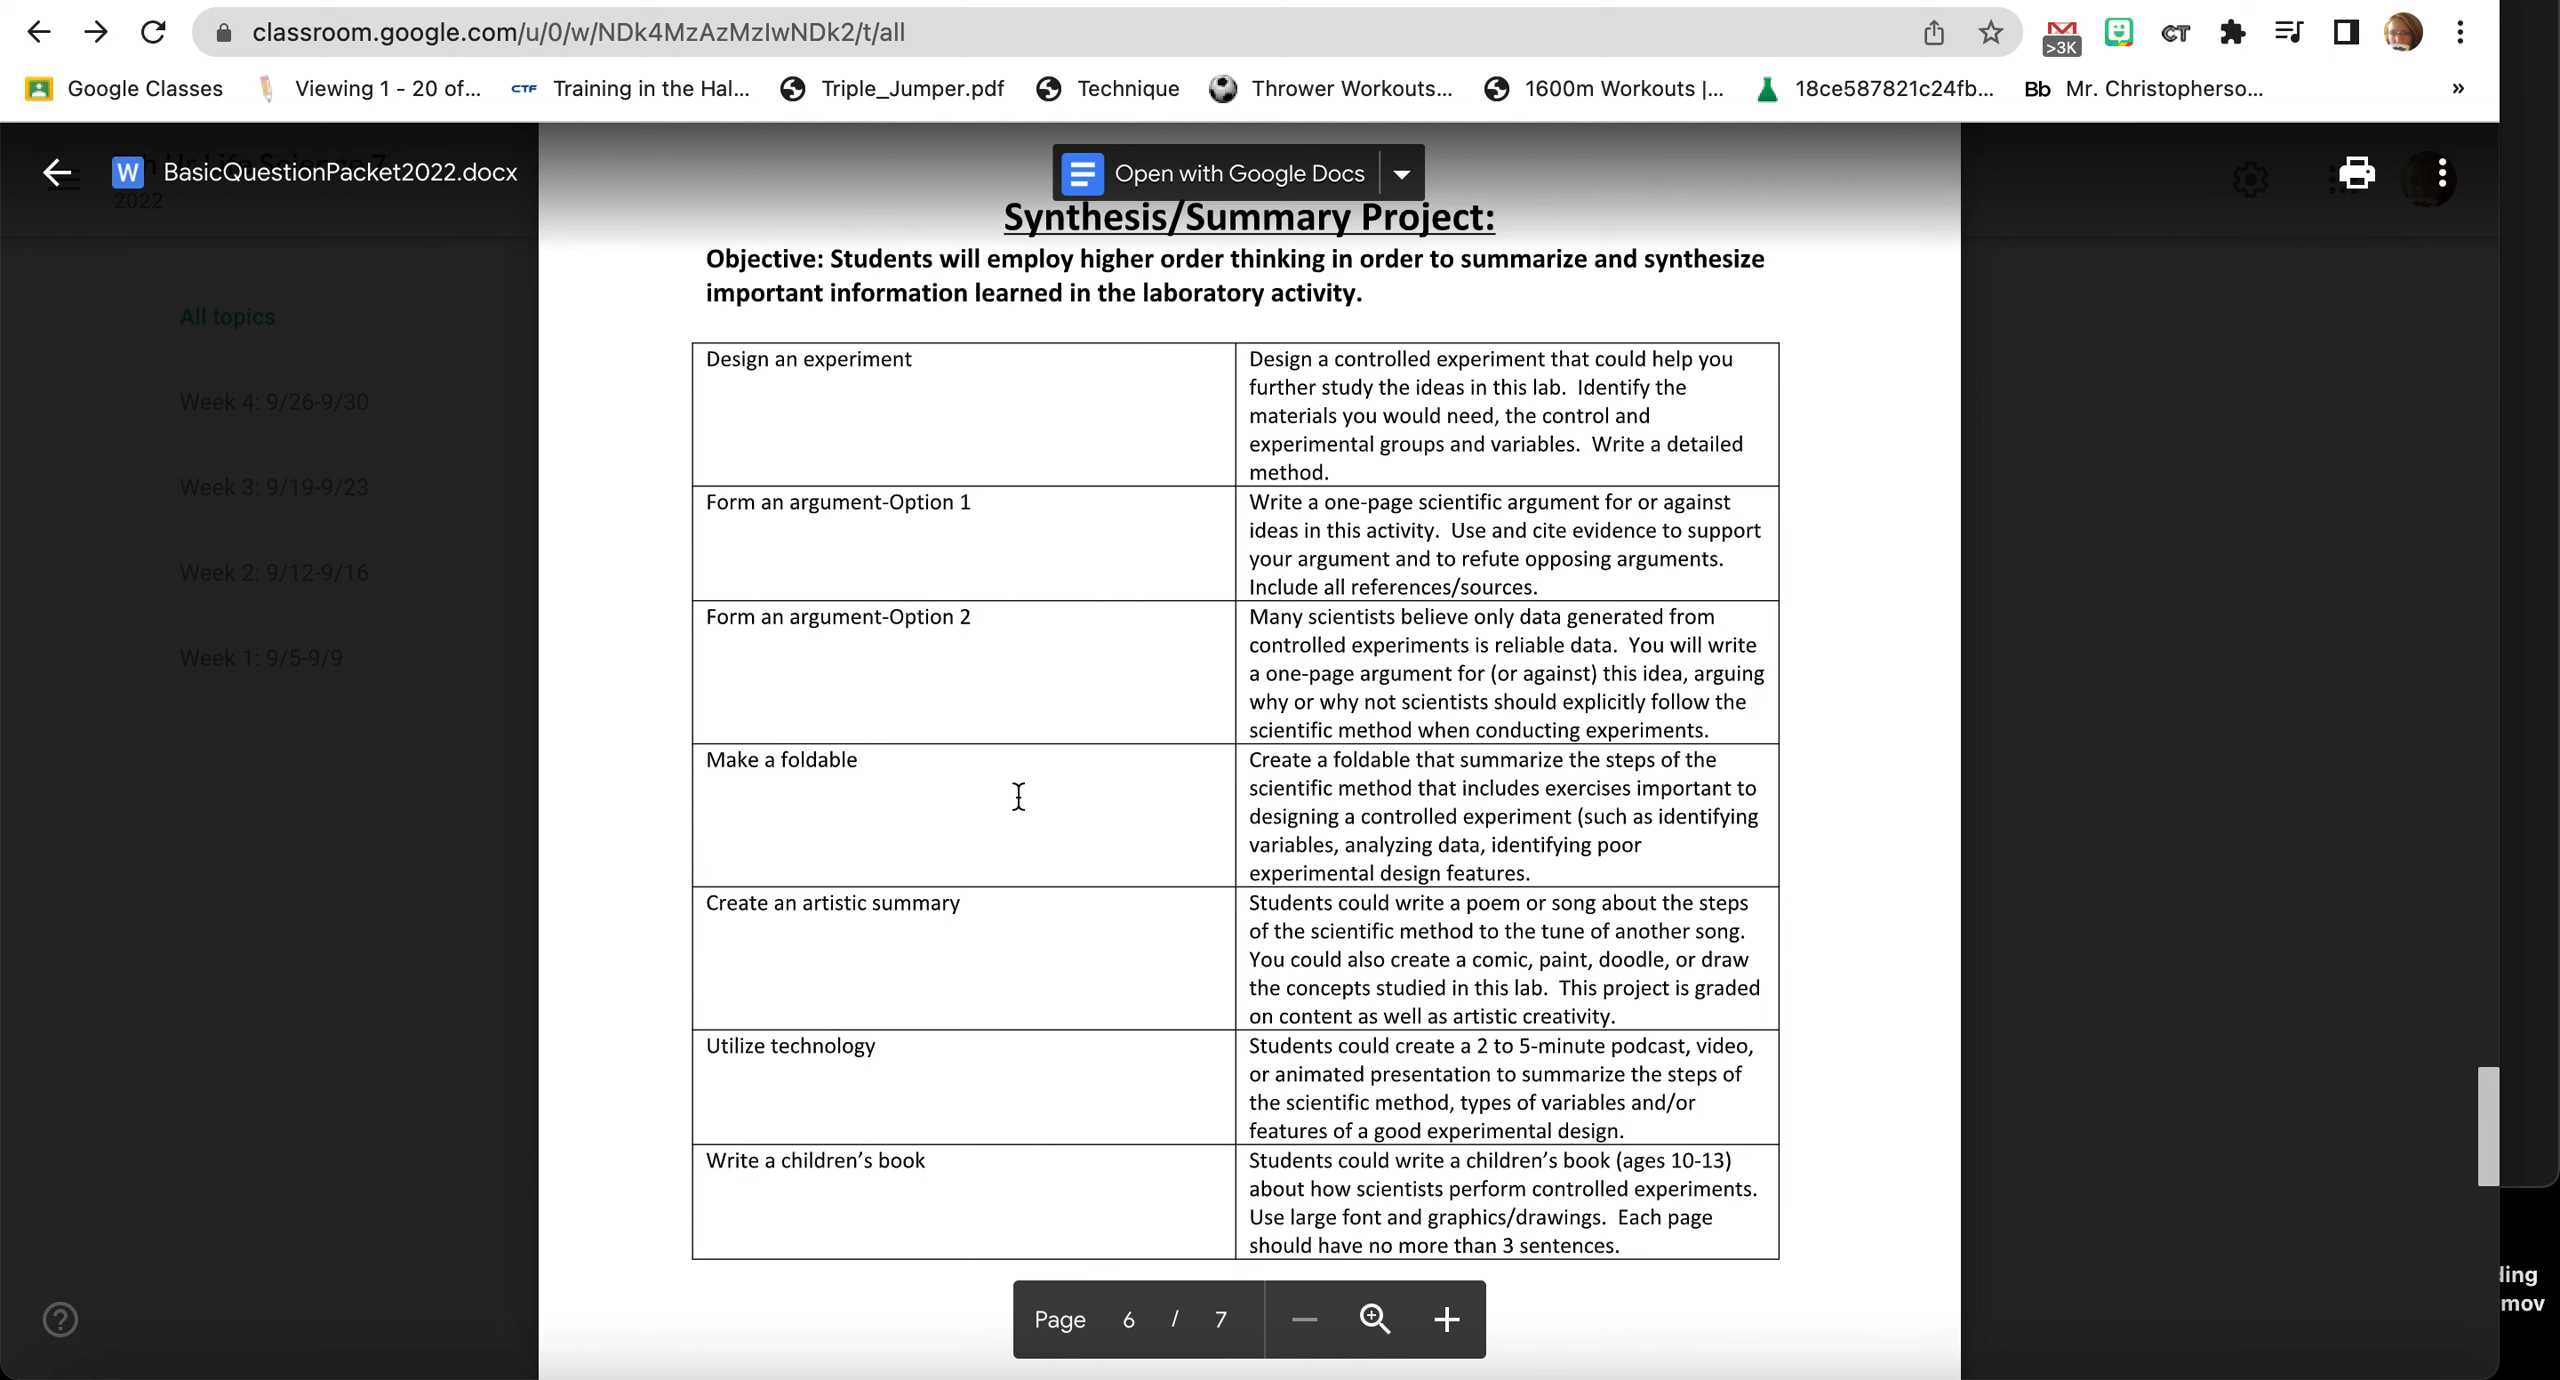 classroom.google.com/u/0/w/NDk4MzAzMzIwNDk2/t/all
>3K
CT
Google Classes
Viewing 1 - 20 of...
CTF Training in the Hal...
Triple_Jumper.pdf
Technique
Thrower Workouts...
1600m Workouts |...
18ce587821c24fb...
Bb Mr. Christopherso...
»
W BasicQuestionPacket2022.docx
2022
Open with Google Docs
All topics
Week 4: 9/26-9/30
Week 3: 9/19-9/23
Week 2: 9/12-9/16
Week 1: 9/5-9/9
Synthesis/Summary Project:
Objective: Students will employ higher order thinking in order to summarize and synthesize
important information learned in the laboratory activity.
Design an experiment
Design a controlled experiment that could help you
further study the ideas in this lab. Identify the
materials you would need, the control and
experimental groups and variables. Write a detailed
method.
Form an argument-Option 1
Write a one-page scientific argument for or against
ideas in this activity. Use and cite evidence to support
your argument and to refute opposing arguments.
Include all references/sources.
Form an argument-Option 2
Many scientists believe only data generated from
controlled experiments is reliable data. You will write
a one-page argument for (or against) this idea, arguing
why or why not scientists should explicitly follow the
scientific method when conducting experiments.
Make a foldable
Create a foldable that summarize the steps of the
scientific method that includes exercises important to
designing a controlled experiment (such as identifying
variables, analyzing data, identifying poor
experimental design features.
Create an artistic summary
Students could write a poem or song about the steps
of the scientific method to the tune of another song.
You could also create a comic, paint, doodle, or draw
the concepts studied in this lab. This project is graded
on content as well as artistic creativity.
Utilize technology
Students could create a 2 to 5-minute podcast, video,
or animated presentation to summarize the steps of
the scientific method, types of variables and/or
features of a good experimental design.
Write a children's book
Students could write a children's book (ages 10-13)
about how scientists perform controlled experiments.
Use large font and graphics/drawings. Each page
should have no more than 3 sentences.
Page 6 / 7
ding
mov